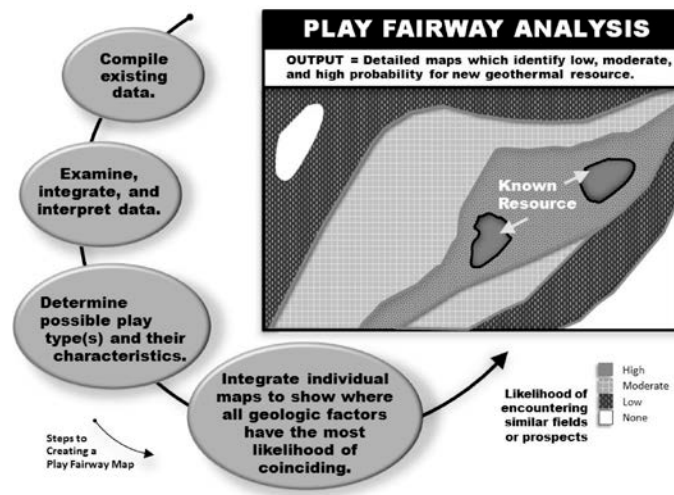 Compile
existing
data.
Examine,
integrate, and
interpret data.
Determine
possible play
type(s) and their
characteristics.
Integrate individual
maps to show where
all geologic factors
have the most
likelihood of
coinciding.
Steps to
Creating a
Play Fairway Map
PLAY FAIRWAY ANALYSIS
OUTPUT = Detailed maps which identify low, moderate,
and high probability for new geothermal resource.
Known
Resource
Likelihood of
encountering
similar fields
or prospects
High
Moderate
Low
None